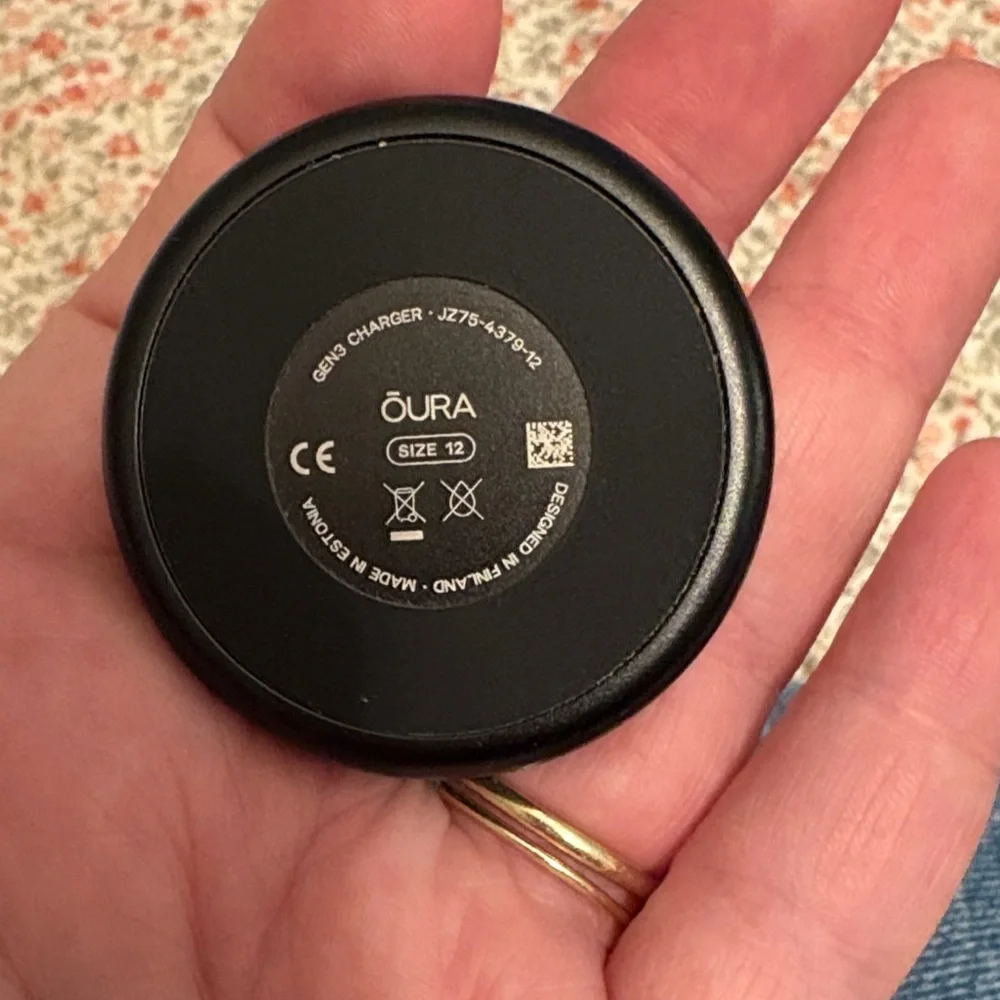 GEN3 CHARGER · JZ75-4379-12
ŌURA
SIZE 12
CE
DESIGNED IN FINLAND · MADE IN ESTONIA